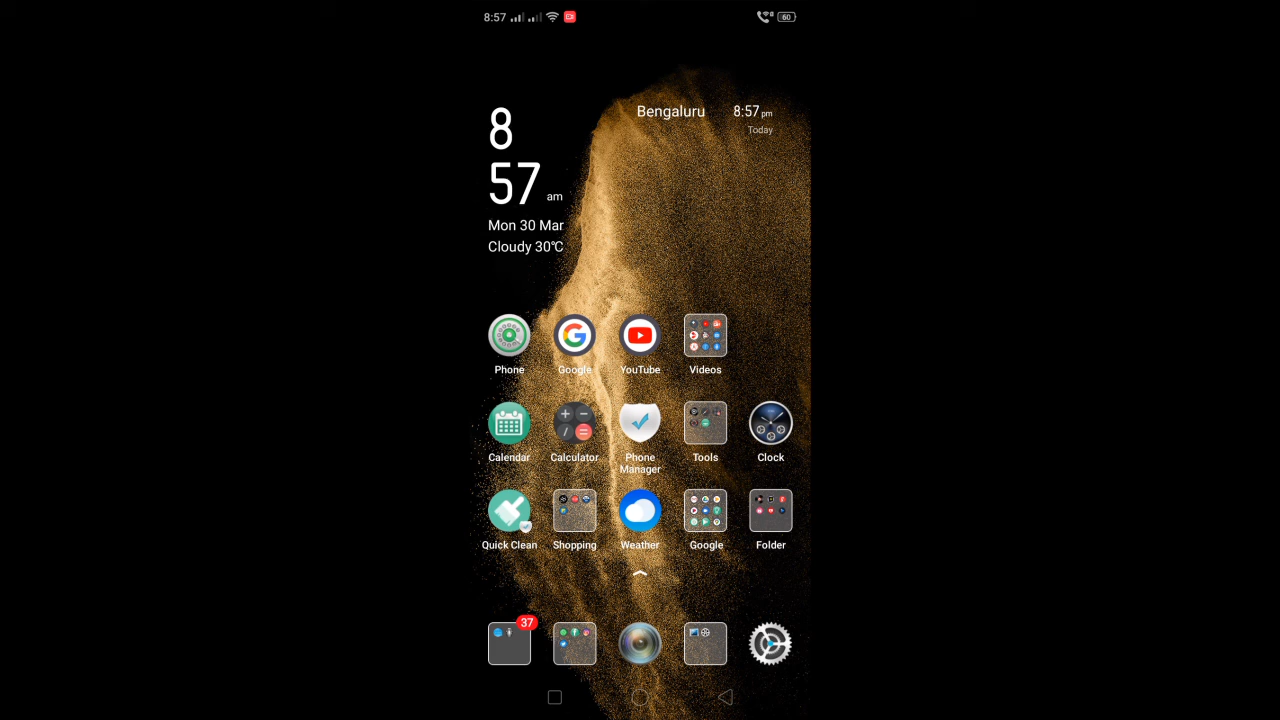 8:57
60
8
57 am
Mon 30 Mar
Cloudy 30℃
Bengaluru 8:57 pm
Today
Phone Google YouTube Videos
Calendar Calculator Phone Manager Tools Clock
Quick Clean Shopping Weather Google Folder
37